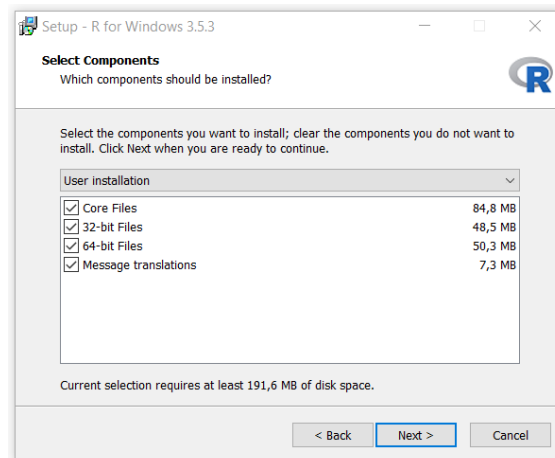 Setup - R for Windows 3.5.3
Select Components
Which components should be installed?
R
Select the components you want to install; clear the components you do not want to
install. Click Next when you are ready to continue.
User installation
Core Files 84,8 MB
32-bit Files 48,5 MB
64-bit Files 50,3 MB
Message translations 7,3 MB
Current selection requires at least 191,6 MB of disk space.
< Back Next > Cancel